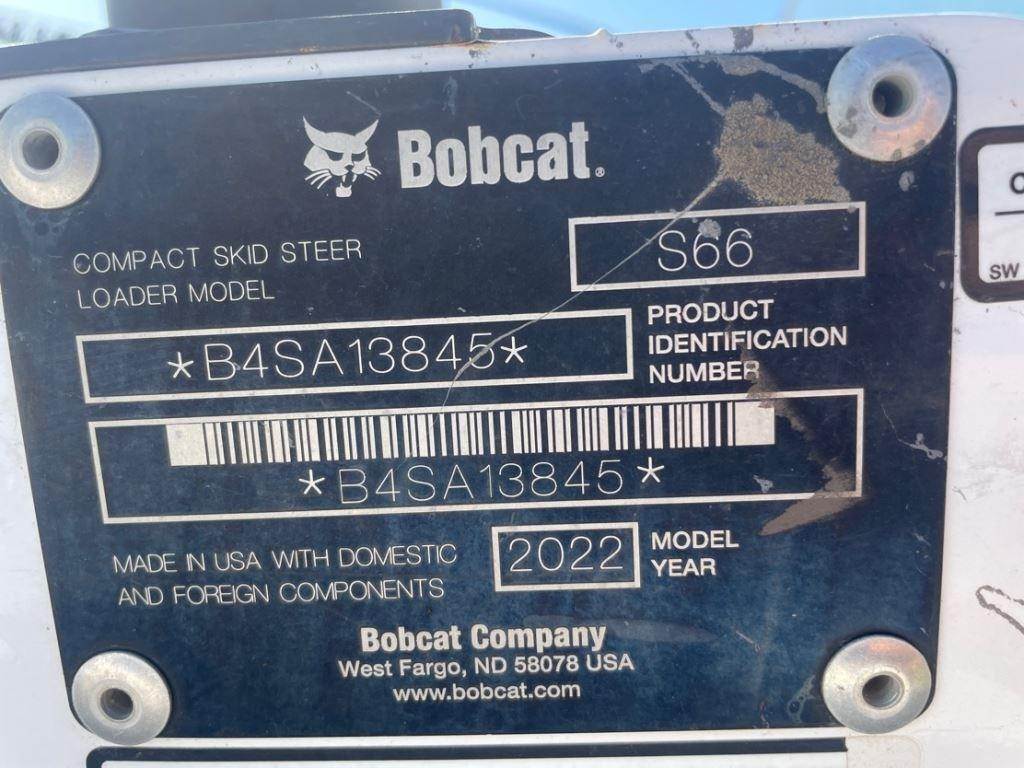 Bobcat.
COMPACT SKID STEER
LOADER MODEL
S66
*B4SA13845*
PRODUCT
IDENTIFICATION
NUMBER
*B4SA13845*
MADE IN USA WITH DOMESTIC
AND FOREIGN COMPONENTS
2022
MODEL
YEAR
Bobcat Company
West Fargo, ND 58078 USA
www.bobcat.com
SW